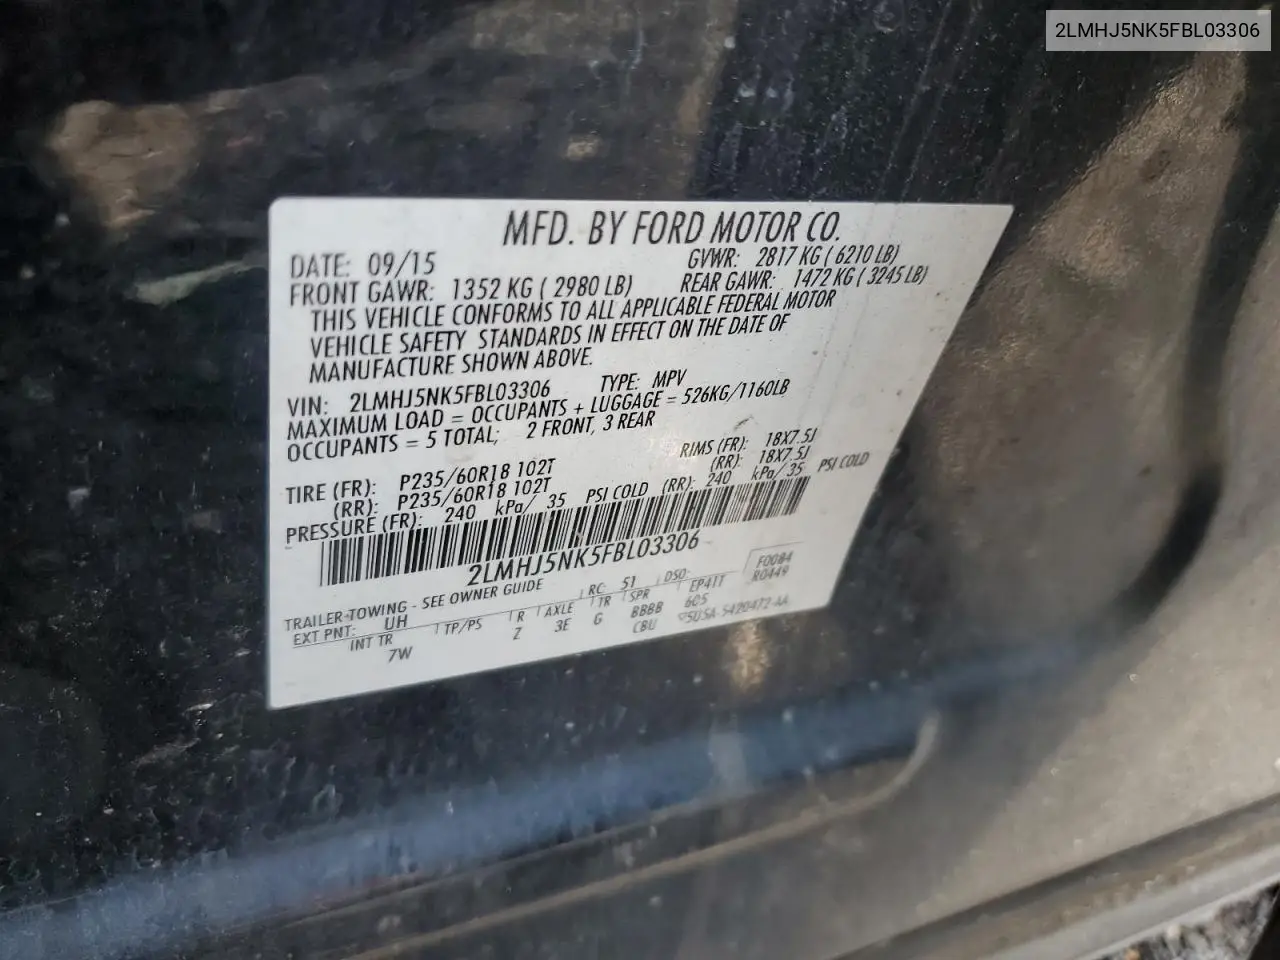 2LMHJ5NK5FBL03306
MFD. BY FORD MOTOR CO.
DATE: 09/15 GVWR: 2817 KG ( 6210 LB)
FRONT GAWR: 1352 KG ( 2980 LB) REAR GAWR: 1472 KG ( 3245 LB)
THIS VEHICLE CONFORMS TO ALL APPLICABLE FEDERAL MOTOR
VEHICLE SAFETY STANDARDS IN EFFECT ON THE DATE OF
MANUFACTURE SHOWN ABOVE.
VIN: 2LMHJ5NK5FBL03306 TYPE: MPV
MAXIMUM LOAD = OCCUPANTS + LUGGAGE = 526KG/1160LB
OCCUPANTS = 5 TOTAL; 2 FRONT, 3 REAR
TIRE (FR): P235/60R18 102T RIMS (FR): 18X7.5J
(RR): P235/60R18 102T (RR): 18X7.5J
PRESSURE (FR): 240 kPa/ 35 PSI COLD (RR): 240 kPa/ 35 PSI COLD
2LMHJ5NK5FBL03306
TRAILER-TOWING - SEE OWNER GUIDE RC: 51 DSO: F0084
EXT PNT: UH R0449
INT TR TP/PS R AXLE TR SPR EP4TT
7W Z 3E G BBBB 605
CBU 5USA-5420472-AA